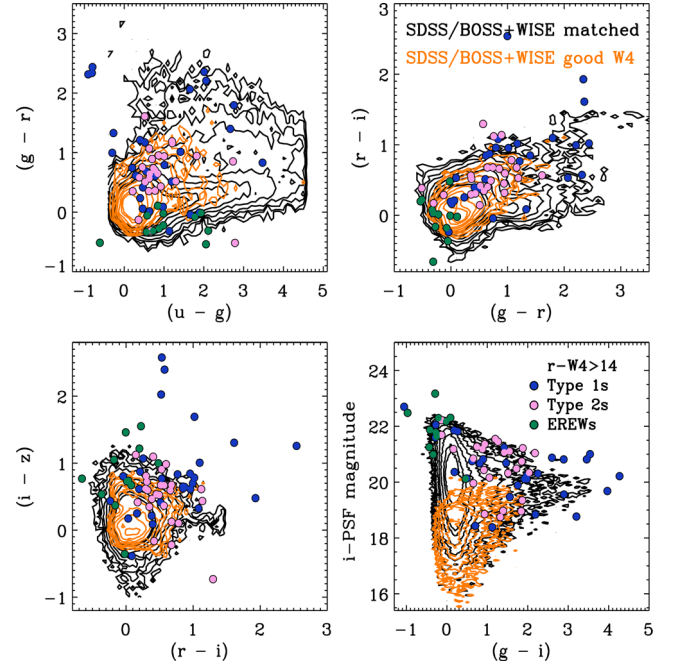 SDSS/BOSS+WISE matched
SDSS/BOSS+WISE good W4
3
2
1
0
−1
(g − r)
−1 0 1 2 3 4 5
(u − g)
3
2
1
0
−1
(r − i)
−1 0 1 2 3
(g − r)
2
1
0
−1
(i − z)
0 1 2 3
(r − i)
r−W4>14
Type 1s
Type 2s
EREWs
24
22
20
18
16
i−PSF magnitude
−1 0 1 2 3 4 5
(g − i)